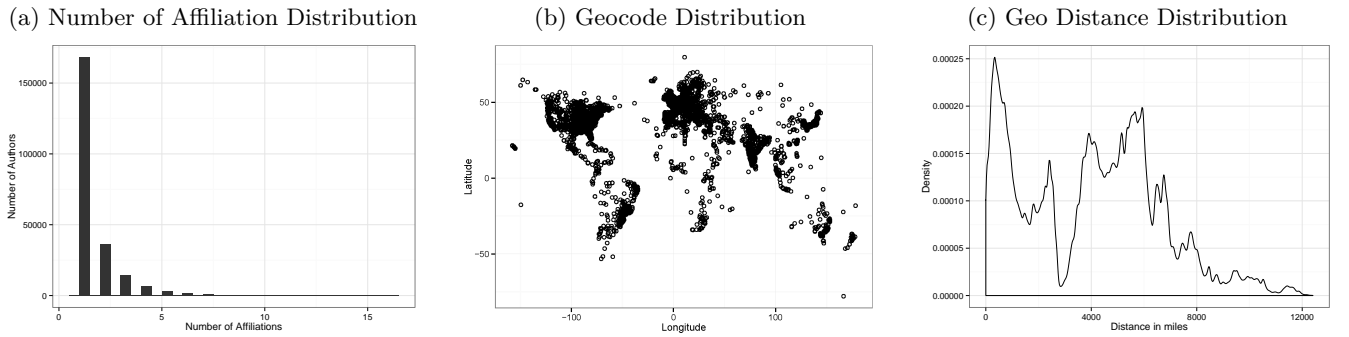 (a) Number of Affiliation Distribution
150000
100000
50000
0
Number of Authors
0
5
10
15
Number of Affiliations
(b) Geocode Distribution
50
0
−50
Latitude
−100
0
100
Longitude
(c) Geo Distance Distribution
0.00025
0.00020
0.00015
0.00010
0.00005
0.00000
Density
0
4000
8000
12000
Distance in miles